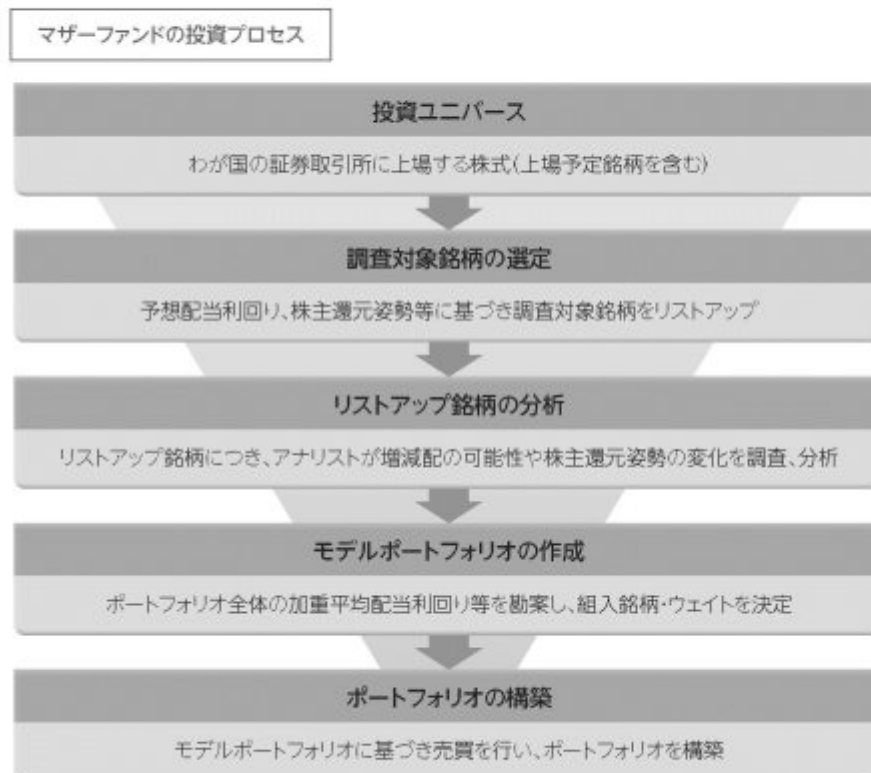 マザーファンドの投資プロセス
投資ユニバース
わが国の証券取引所に上場する株式(上場予定銘柄を含む)
調査対象銘柄の選定
予想配当利回り、株主還元姿勢等に基づき調査対象銘柄をリストアップ
リストアップ銘柄の分析
リストアップ銘柄につき、アナリストが増減配の可能性や株主還元姿勢の変化を調査、分析
モデルポートフォリオの作成
ポートフォリオ全体の加重平均配当利回り等を勘案し、組入銘柄・ウェイトを決定
ポートフォリオの構築
モデルポートフォリオに基づき売買を行い、ポートフォリオを構築